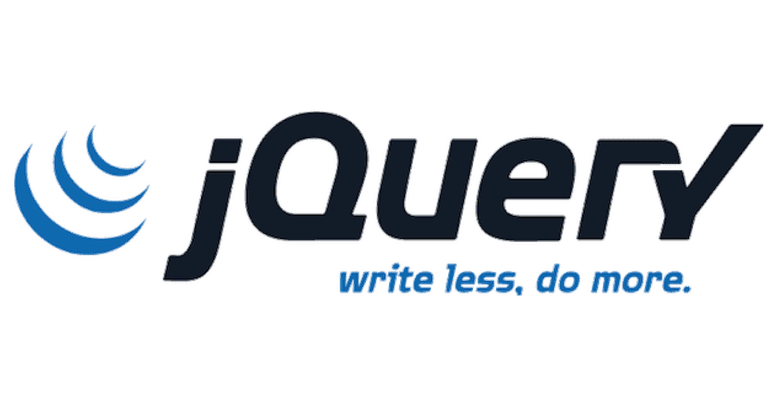 jQuery
write less, do more.